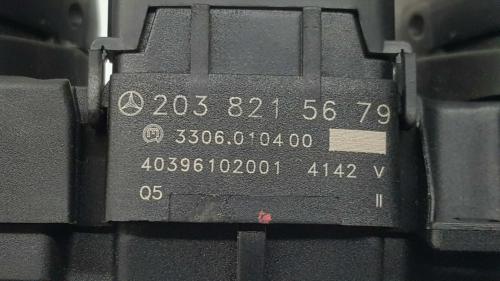 203 821 56 79
3306.010400
40396102001 4142 V
Q5 II